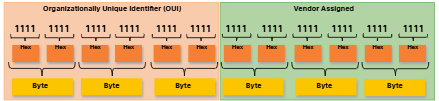 Organizationally Unique Identifier (OUI) Vendor Assigned
1111 1111 1111 1111 1111 1111 1111 1111 1111 1111 1111 1111
Hex Hex Hex Hex Hex Hex Hex Hex Hex Hex Hex Hex
Byte Byte Byte Byte Byte Byte